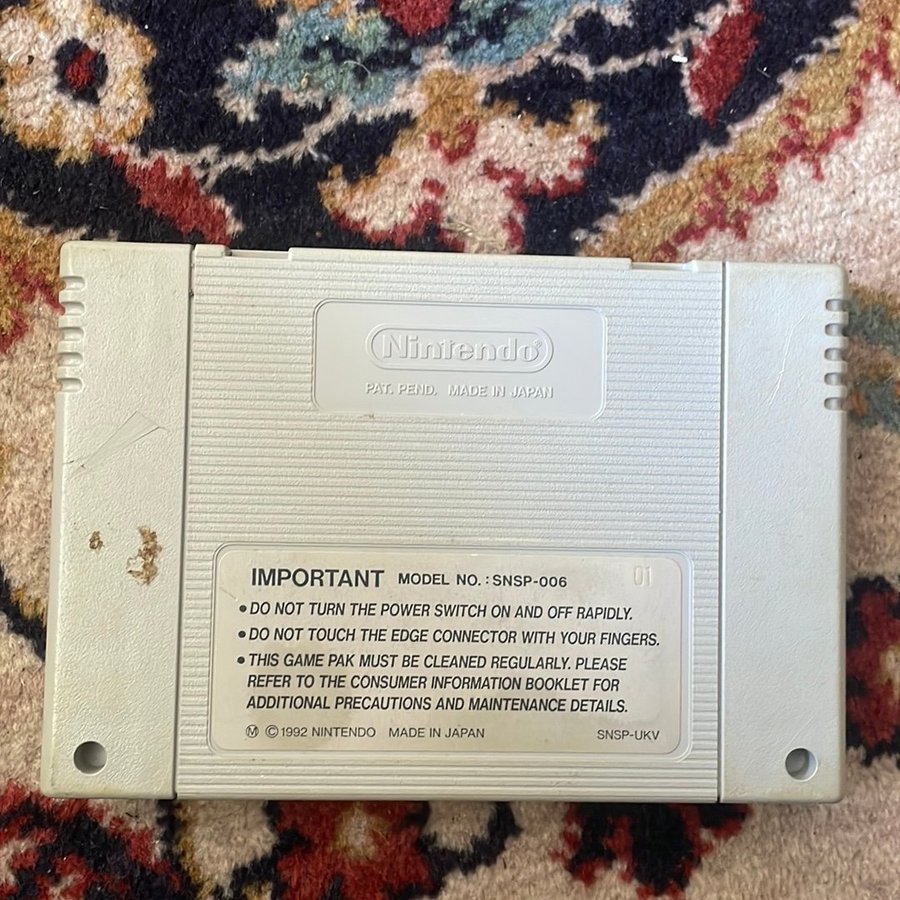 Nintendo®
PAT. PEND. MADE IN JAPAN
IMPORTANT MODEL NO.: SNSP-006 01
• DO NOT TURN THE POWER SWITCH ON AND OFF RAPIDLY.
• DO NOT TOUCH THE EDGE CONNECTOR WITH YOUR FINGERS.
• THIS GAME PAK MUST BE CLEANED REGULARLY. PLEASE
REFER TO THE CONSUMER INFORMATION BOOKLET FOR
ADDITIONAL PRECAUTIONS AND MAINTENANCE DETAILS.
Ⓜ ©1992 NINTENDO MADE IN JAPAN SNSP-UKV